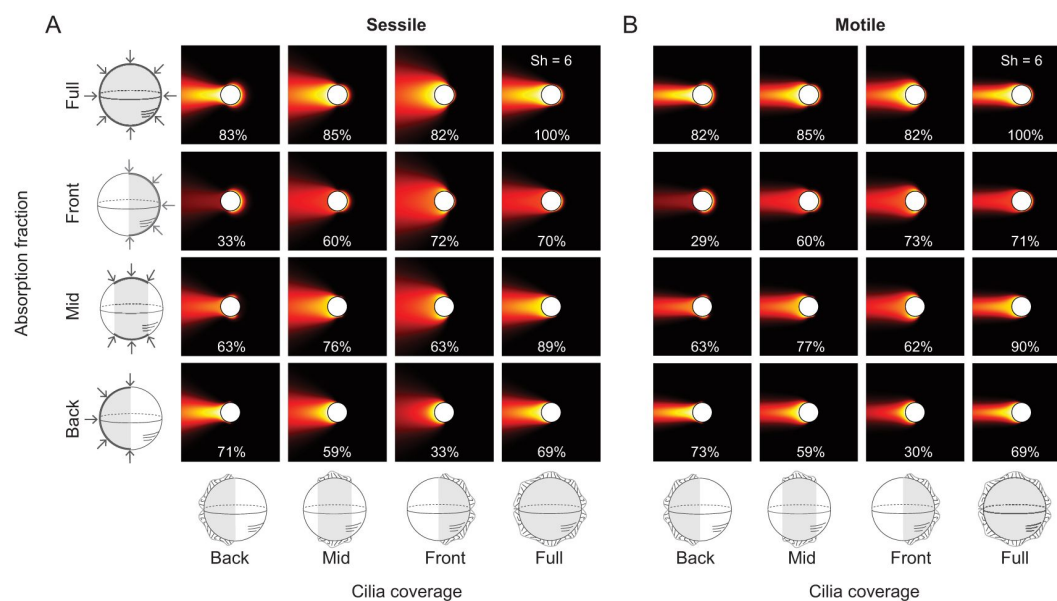 A
Sessile
B
Motile
Absorption fraction
Full
Sh = 6
Sh = 6
83%
85%
82%
100%
82%
85%
82%
100%
Front
33%
60%
72%
70%
29%
60%
73%
71%
Mid
63%
76%
63%
89%
63%
77%
62%
90%
Back
71%
59%
33%
69%
73%
59%
30%
69%
Back
Mid
Front
Full
Back
Mid
Front
Full
Cilia coverage
Cilia coverage